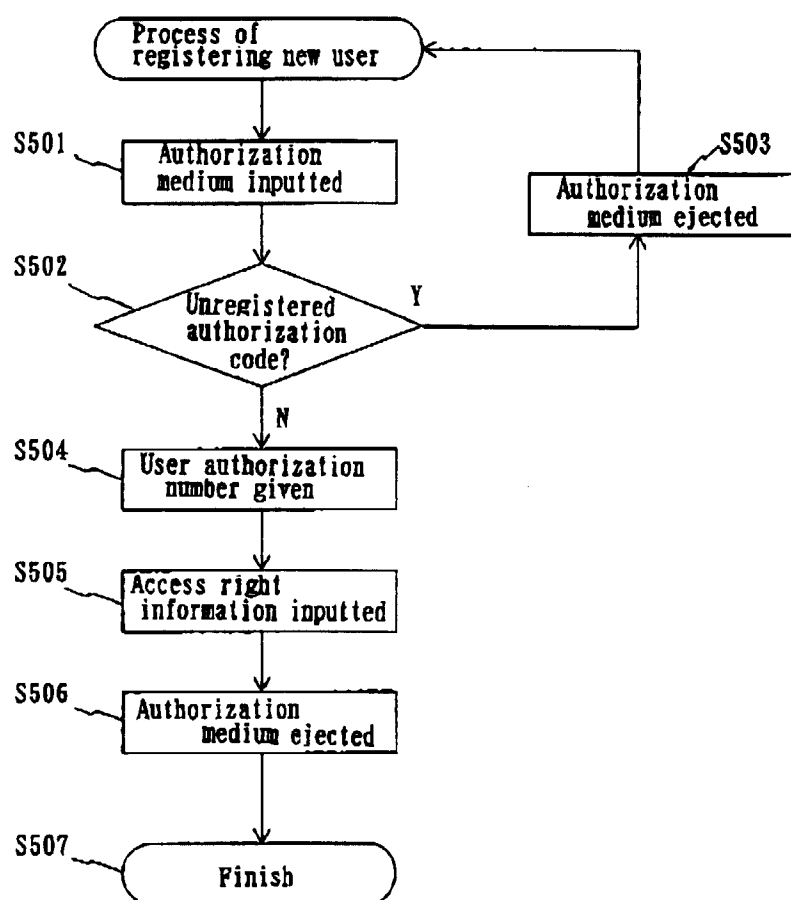 Process of
registering new user
S501
Authorization
medium inputted
S503
Authorization
medium ejected
S502
Unregistered
authorization
code?
Y
N
S504
User authorization
number given
S505
Access right
information inputted
S506
Authorization
medium ejected
S507
Finish